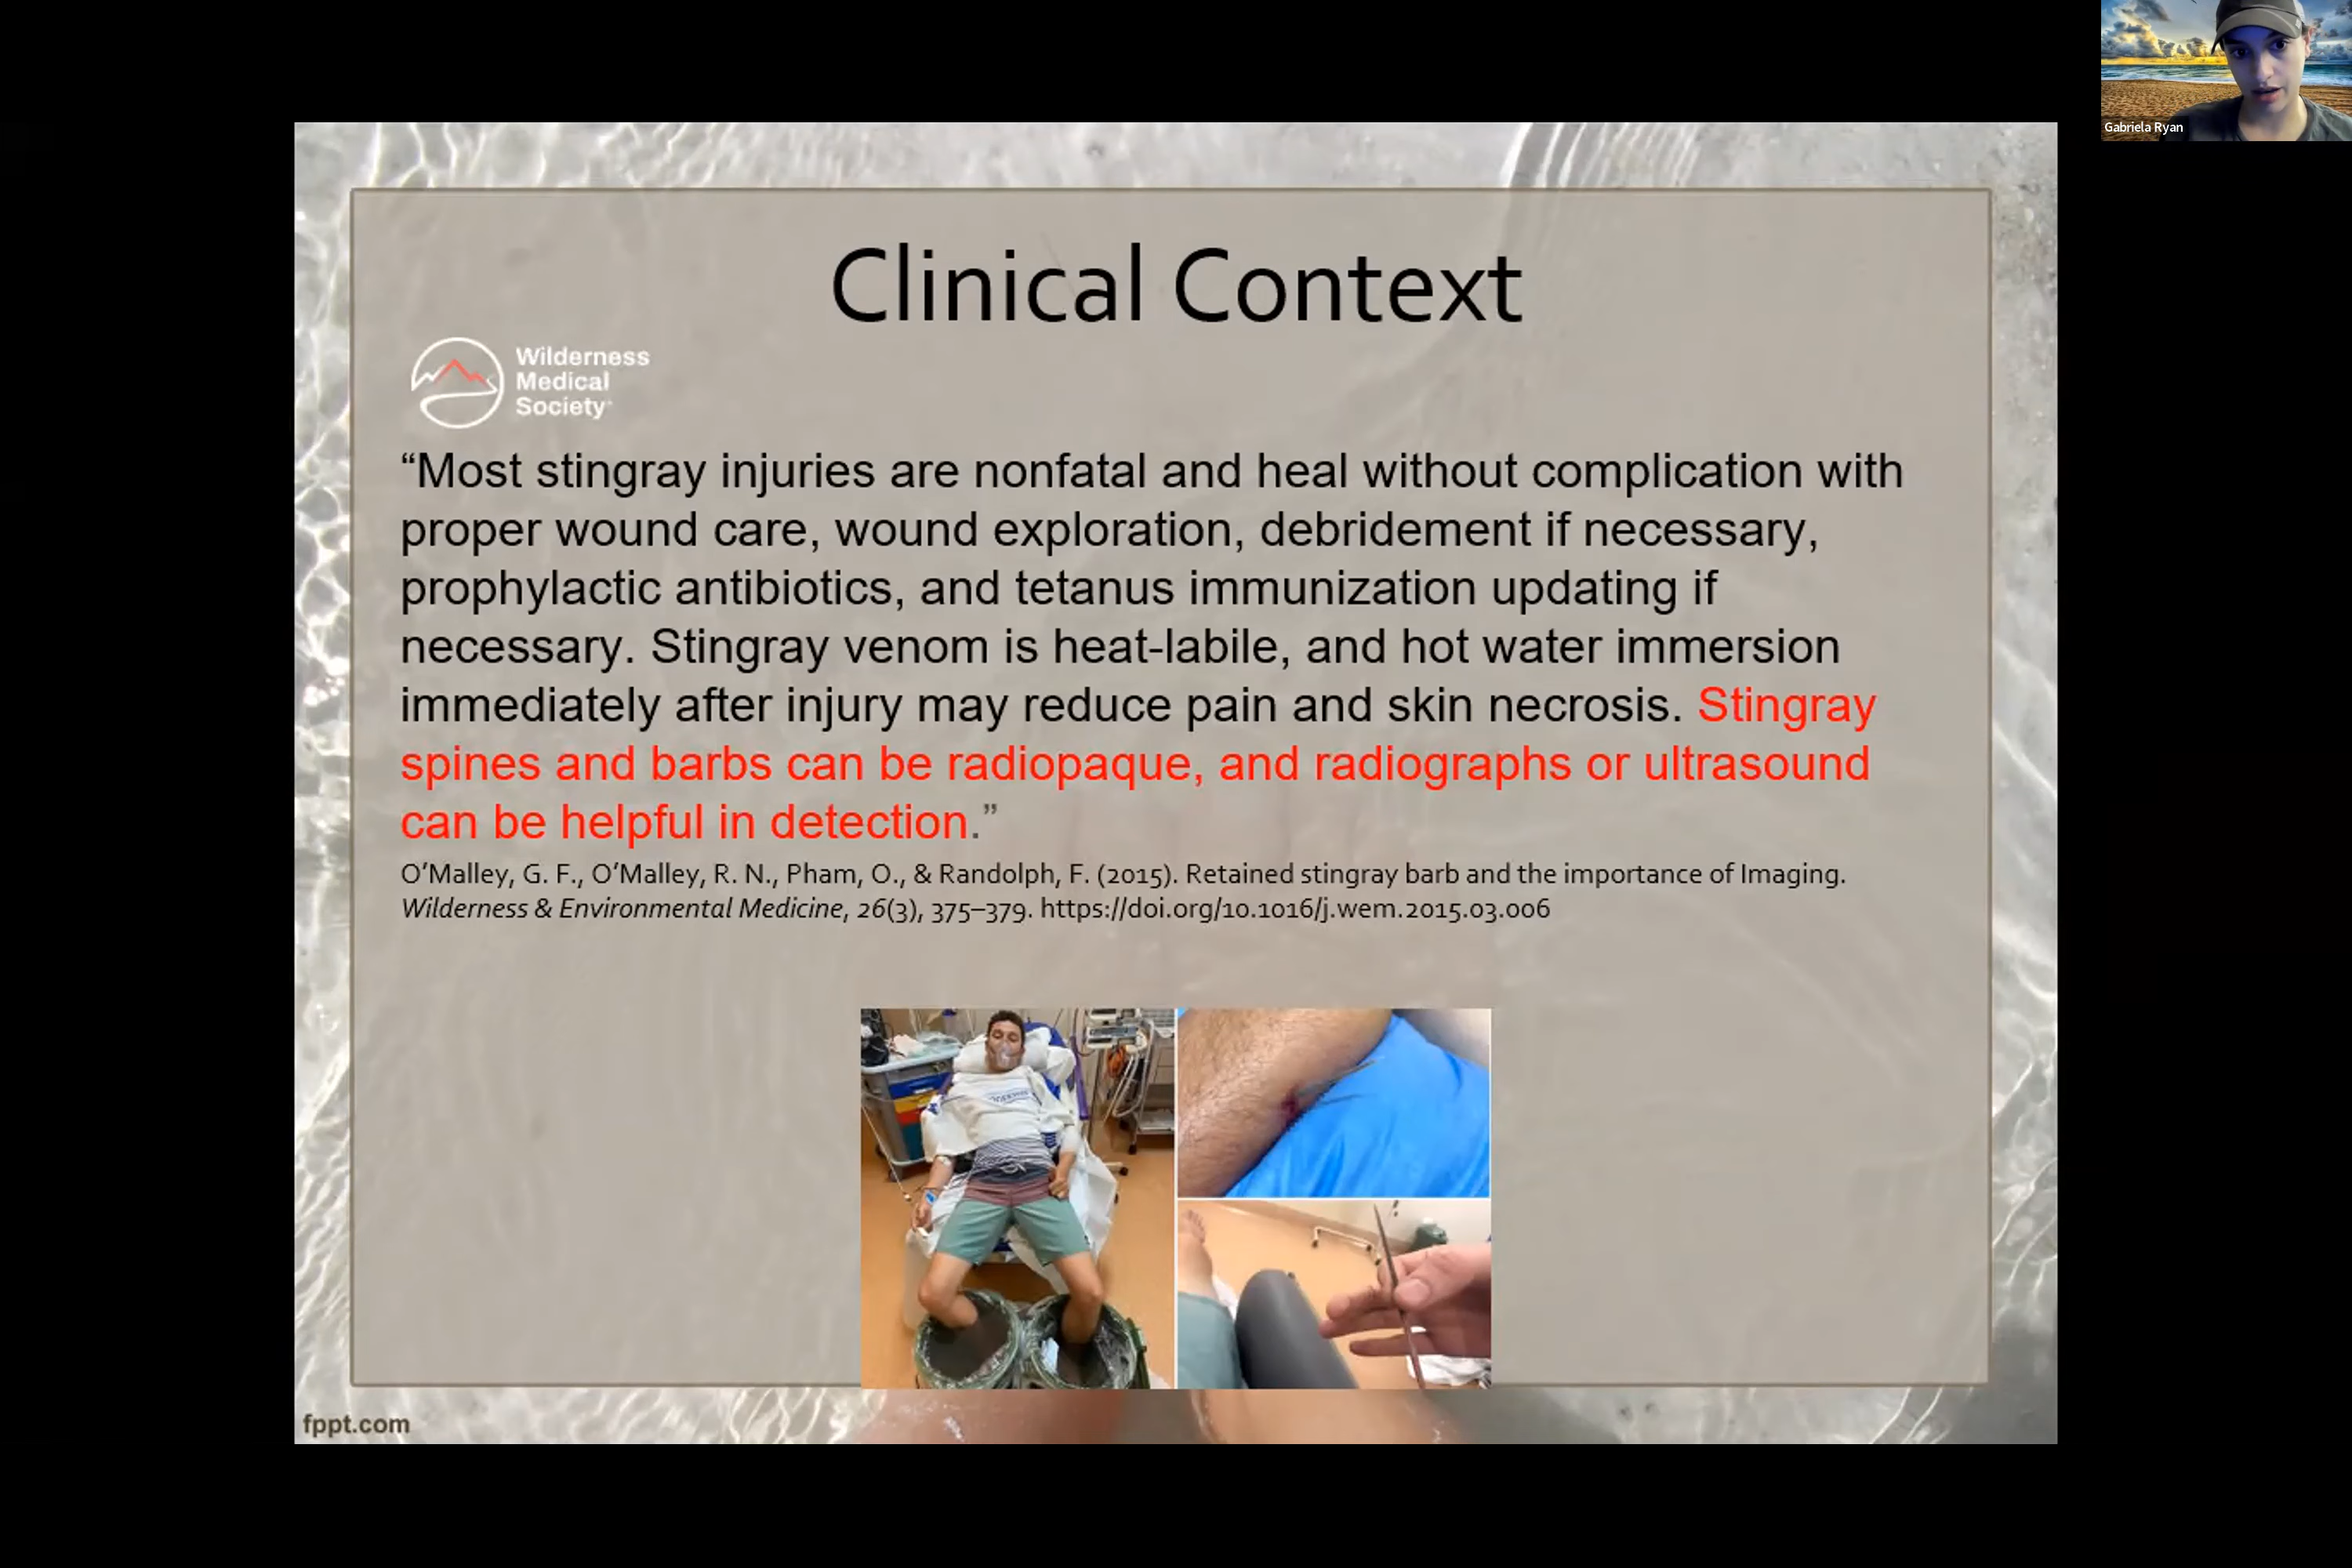 Gabriela Ryan
Clinical Context
Wilderness
Medical
Society
“Most stingray injuries are nonfatal and heal without complication with
proper wound care, wound exploration, debridement if necessary,
prophylactic antibiotics, and tetanus immunization updating if
necessary. Stingray venom is heat-labile, and hot water immersion
immediately after injury may reduce pain and skin necrosis. Stingray
spines and barbs can be radiopaque, and radiographs or ultrasound
can be helpful in detection.”
O’Malley, G. F., O’Malley, R. N., Pham, O., & Randolph, F. (2015). Retained stingray barb and the importance of Imaging.
Wilderness & Environmental Medicine, 26(3), 375–379. https://doi.org/10.1016/j.wem.2015.03.006
fppt.com